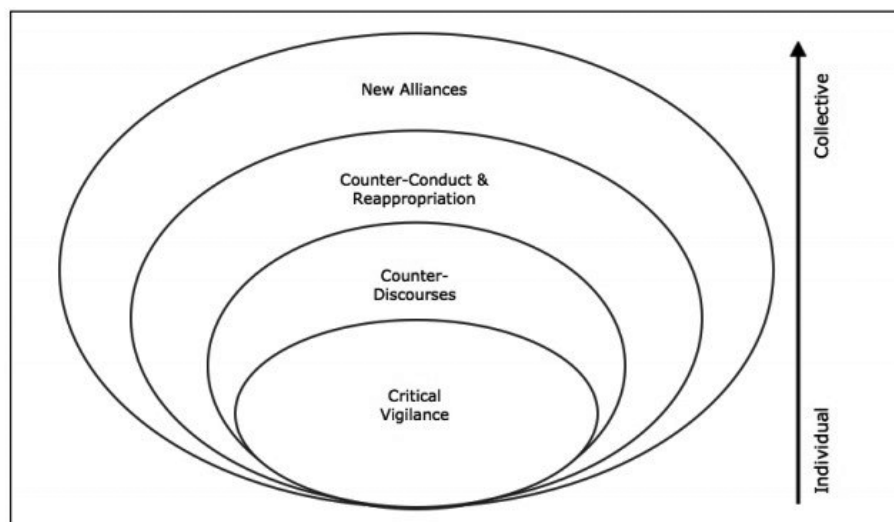 New Alliances
Counter-Conduct &
Reappropriation
Counter-
Discourses
Critical
Vigilance
Collective
Individual